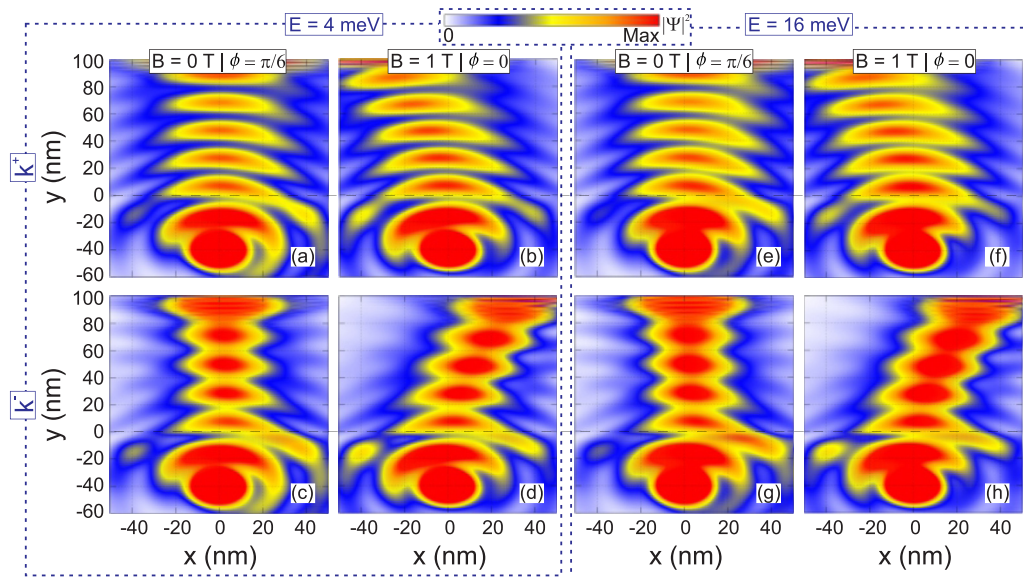 E = 4 meV
0 Max |Ψ|²
E = 16 meV
B = 0 T | ϕ = π/6
B = 1 T | ϕ = 0
B = 0 T | ϕ = π/6
B = 1 T | ϕ = 0
k⁺
y (nm)
100
80
60
40
20
0
-20
-40
-60
(a)
(b)
(e)
(f)
k⁻
y (nm)
100
80
60
40
20
0
-20
-40
-60
(c)
(d)
(g)
(h)
-40 -20 0 20
-40 -20 0 20 40
-40 -20 0 20
-40 -20 0 20 40
x (nm)
x (nm)
x (nm)
x (nm)